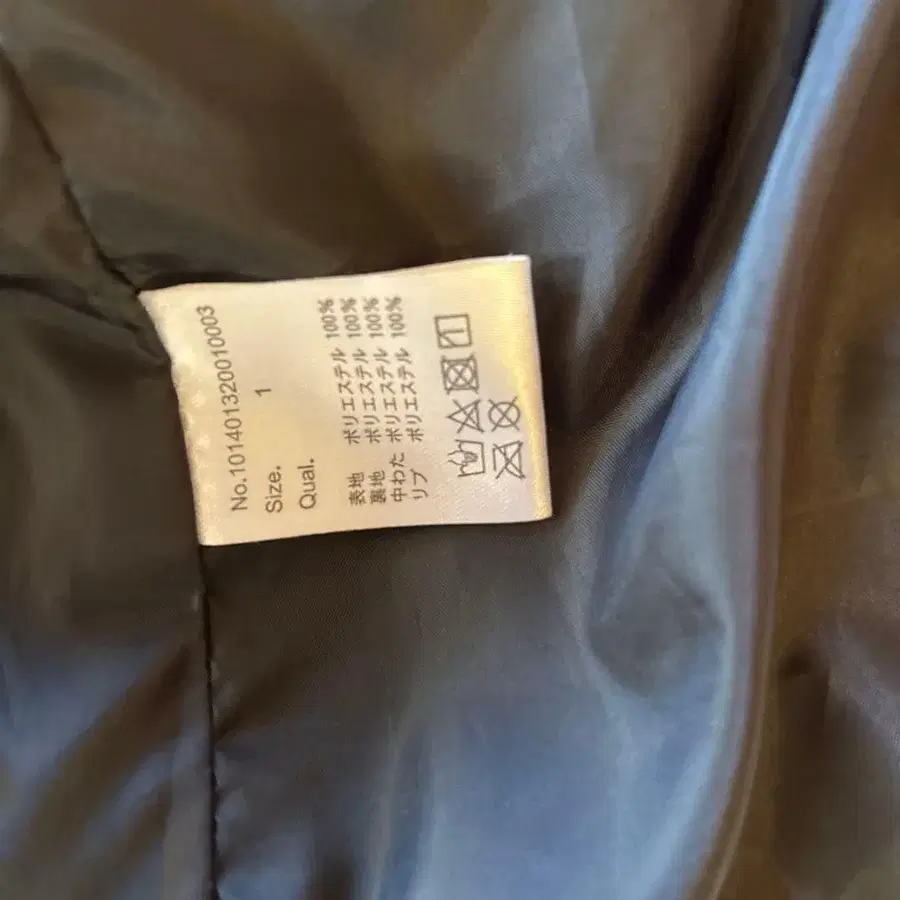 No.101401320010003
Size. 1
Qual.
表地 ポリエステル 100%
裏地 ポリエステル 100%
中わた ポリエステル 100%
リブ ポリエステル 100%